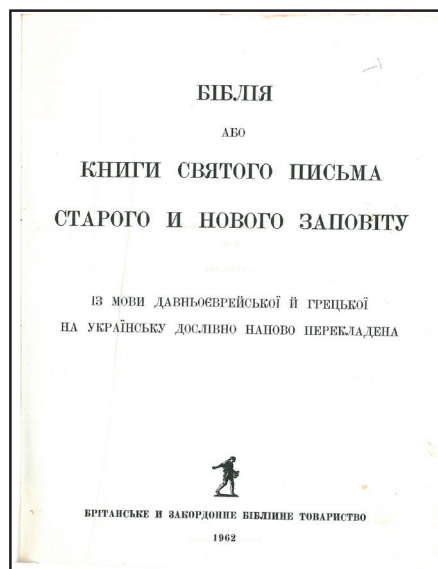 БІБЛІЯ
АБО
КНИГИ СВЯТОГО ПИСЬМА
СТАРОГО И НОВОГО ЗАПОВІТУ
ІЗ МОВИ ДАВНЬОЄВРЕЙСЬКОЇ Й ГРЕЦЬКОЇ
НА УКРАЇНСЬКУ ДОСЛІВНО НАНОВО ПЕРЕКЛАДЕНА
БРІТАНСЬКЕ И ЗАКОРДОННЕ БІБЛІИНЕ ТОВАРИСТВО
1962